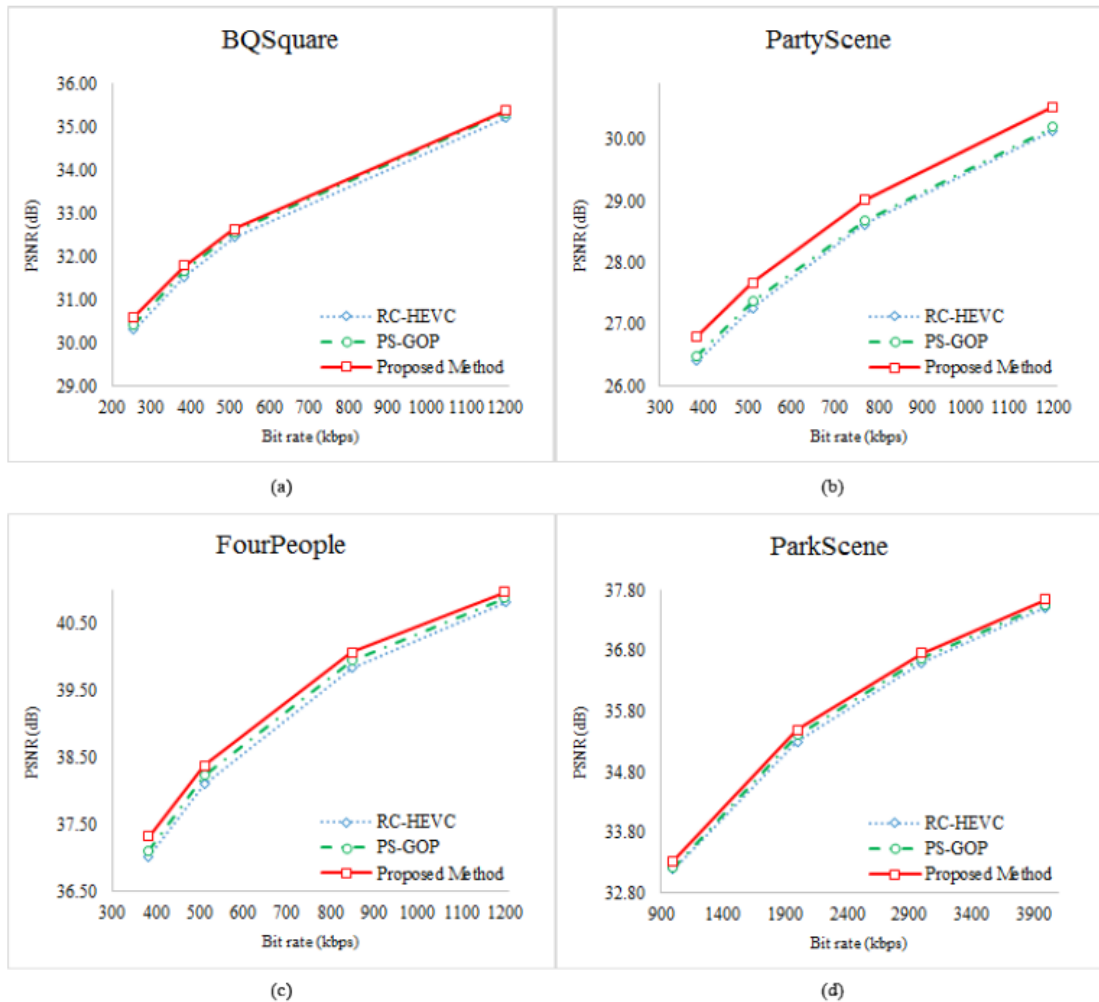 BQSquare
PSNR (dB)
36.00
35.00
34.00
33.00
32.00
31.00
30.00
29.00
RC-HEVC
PS-GOP
Proposed Method
200 300 400 500 600 700 800 900 1000 1100 1200
Bit rate (kbps)
(a)
PartyScene
PSNR (dB)
30.00
29.00
28.00
27.00
26.00
RC-HEVC
PS-GOP
Proposed Method
300 400 500 600 700 800 900 1000 1100 1200
Bit rate (kbps)
(b)
FourPeople
PSNR (dB)
40.50
39.50
38.50
37.50
36.50
RC-HEVC
PS-GOP
Proposed Method
300 400 500 600 700 800 900 1000 1100 1200
Bit rate (kbps)
(c)
ParkScene
PSNR (dB)
37.80
36.80
35.80
34.80
33.80
32.80
RC-HEVC
PS-GOP
Proposed Method
900 1400 1900 2400 2900 3400 3900
Bit rate (kbps)
(d)